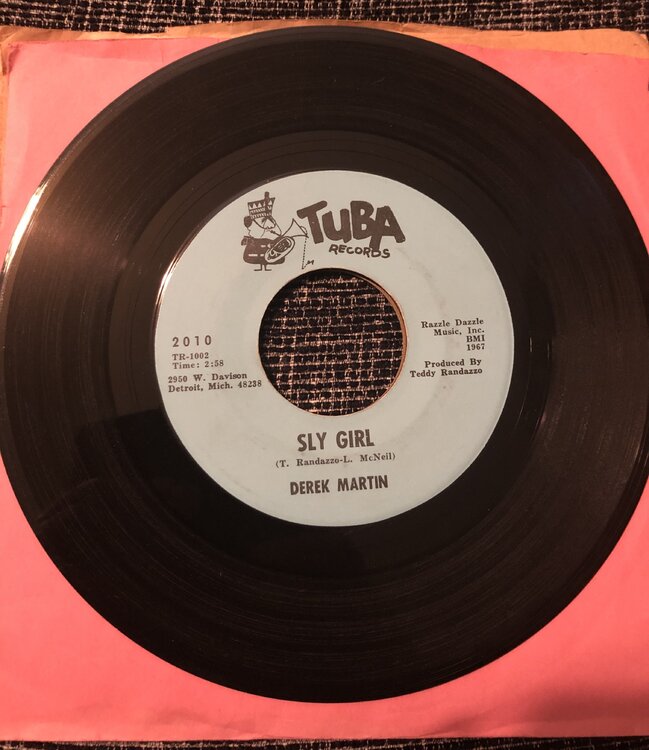 TUBA
RECORDS
2010
TR-1002
Time: 2:58
2950 W. Davison
Detroit, Mich. 48238
Razzle Dazzle
Music, Inc.
BMI
1967
Produced By
Teddy Randazzo
SLY GIRL
(T. Randazzo-L. McNeil)
DEREK MARTIN